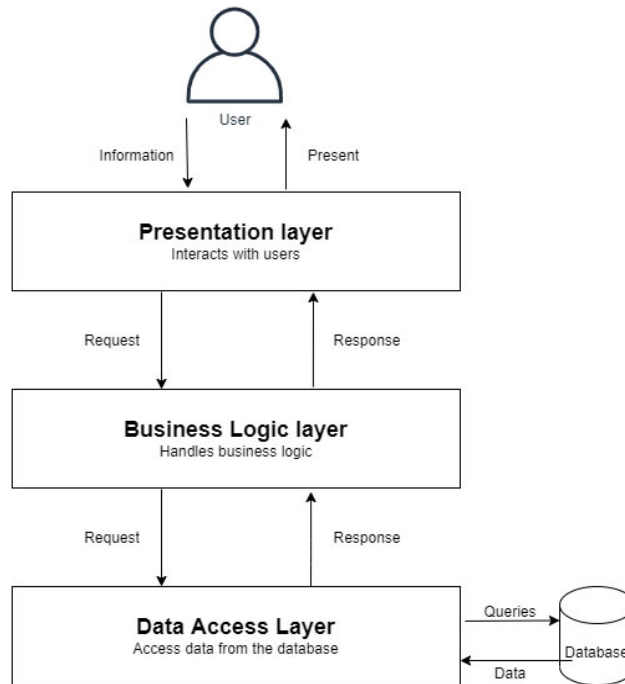 User
Information
Present
Presentation layer
Interacts with users
Request
Response
Business Logic layer
Handles business logic
Request
Response
Data Access Layer
Access data from the database
Queries
Database
Data